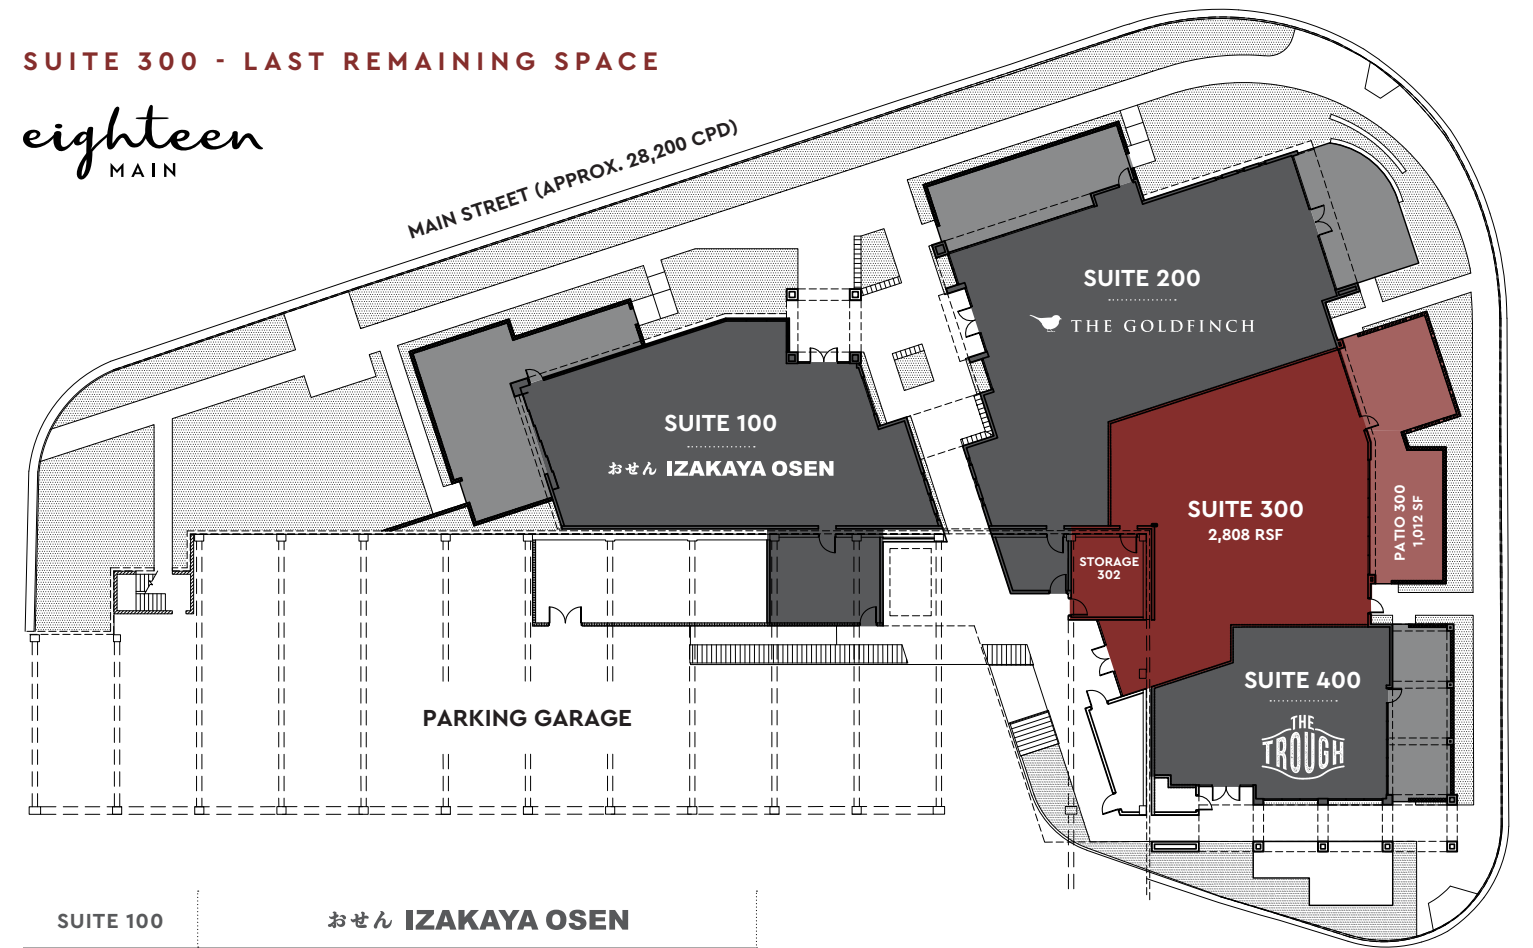 SUITE 300 - LAST REMAINING SPACE
eighteen
MAIN
MAIN STREET (APPROX. 28,200 CPD)
SUITE 200
THE GOLDFINCH
SUITE 100
おせん IZAKAYA OSEN
SUITE 300
2,808 RSF
PATIO 300
1,012 SF
STORAGE
302
SUITE 400
THE
TROUGH
PARKING GARAGE
SUITE 100
おせん IZAKAYA OSEN